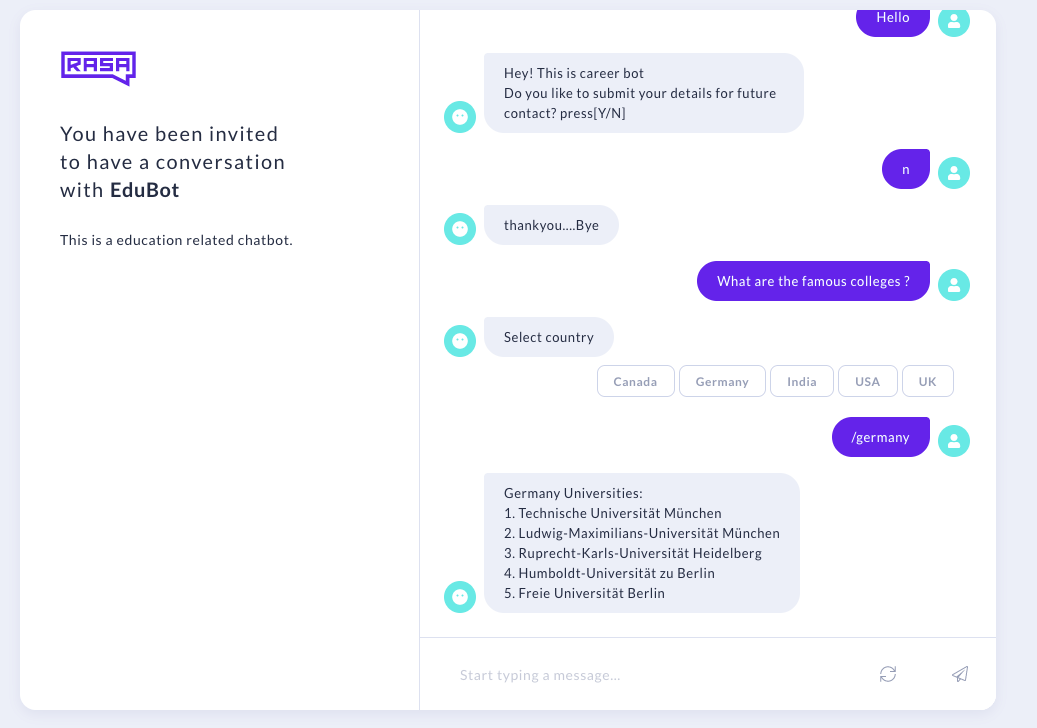 RASA
You have been invited
to have a conversation
with EduBot
This is a education related chatbot.
Hello
Hey! This is career bot
Do you like to submit your details for future
contact? press[Y/N]
n
thankyou....Bye
What are the famous colleges ?
Select country
Canada
Germany
India
USA
UK
/germany
Germany Universities:
1. Technische Universität München
2. Ludwig-Maximilians-Universität München
3. Ruprecht-Karls-Universität Heidelberg
4. Humboldt-Universität zu Berlin
5. Freie Universität Berlin
Start typing a message...